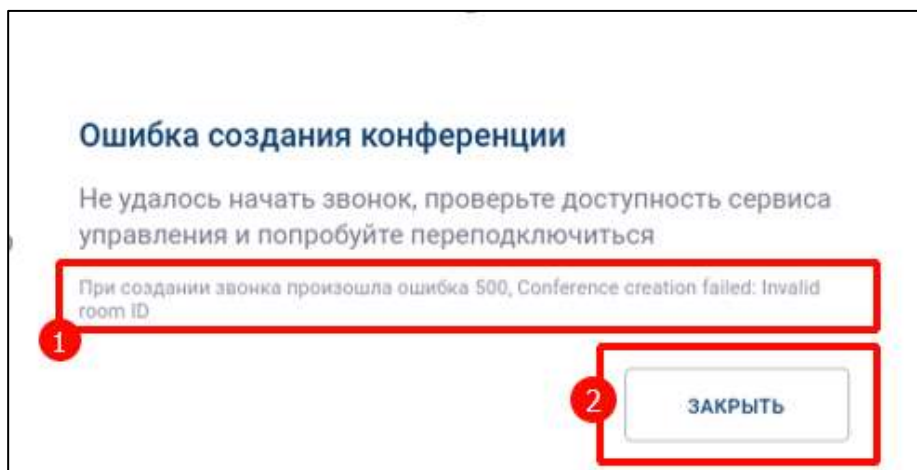 Ошибка создания конференции
Не удалось начать звонок, проверьте доступность сервиса
управления и попробуйте переподключиться
При создании звонка произошла ошибка 500, Conference creation failed: Invalid
room ID
1
2
ЗАКРЫТЬ